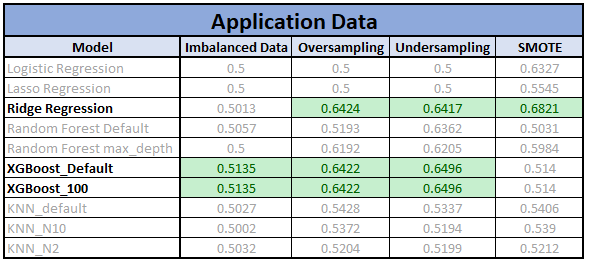 Application Data
Model Imbalanced Data Oversampling Undersampling SMOTE
Logistic Regression 0.5 0.5 0.5 0.6327
Lasso Regression 0.5 0.5 0.5 0.5545
Ridge Regression 0.5013 0.6424 0.6417 0.6821
Random Forest Default 0.5057 0.5193 0.6362 0.5031
Random Forest max_depth 0.5 0.6192 0.6205 0.5984
XGBoost_Default 0.5135 0.6422 0.6496 0.514
XGBoost_100 0.5135 0.6422 0.6496 0.514
KNN_default 0.5027 0.5428 0.5337 0.5406
KNN_N10 0.5002 0.5372 0.5194 0.539
KNN_N2 0.5032 0.5204 0.5199 0.5212